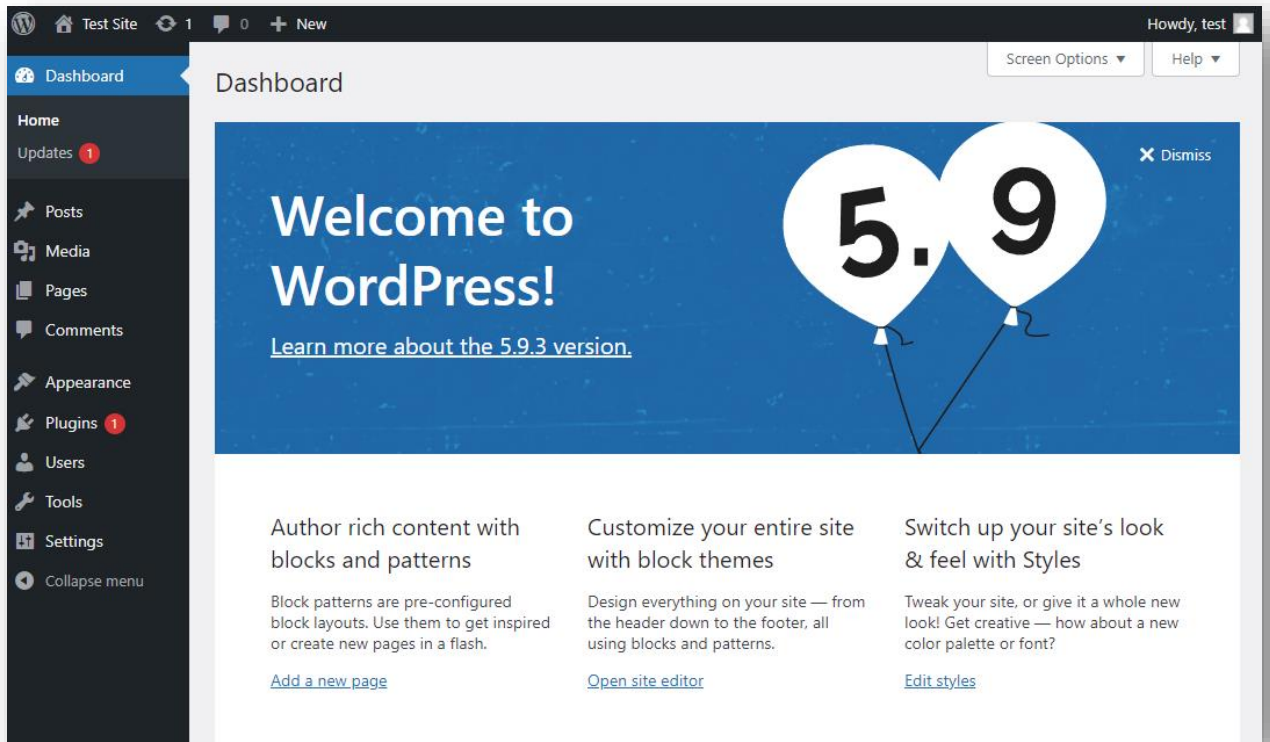 Test Site 1 0 New Howdy, test
Screen Options Help
Dashboard
Home
Updates 1
Posts
Media
Pages
Comments
Appearance
Plugins 1
Users
Tools
Settings
Collapse menu
Dashboard
Dismiss
Welcome to
WordPress!
Learn more about the 5.9.3 version.
5.9
Author rich content with
blocks and patterns
Block patterns are pre-configured
block layouts. Use them to get inspired
or create new pages in a flash.
Add a new page
Customize your entire site
with block themes
Design everything on your site — from
the header down to the footer, all
using blocks and patterns.
Open site editor
Switch up your site’s look
& feel with Styles
Tweak your site, or give it a whole new
look! Get creative — how about a new
color palette or font?
Edit styles